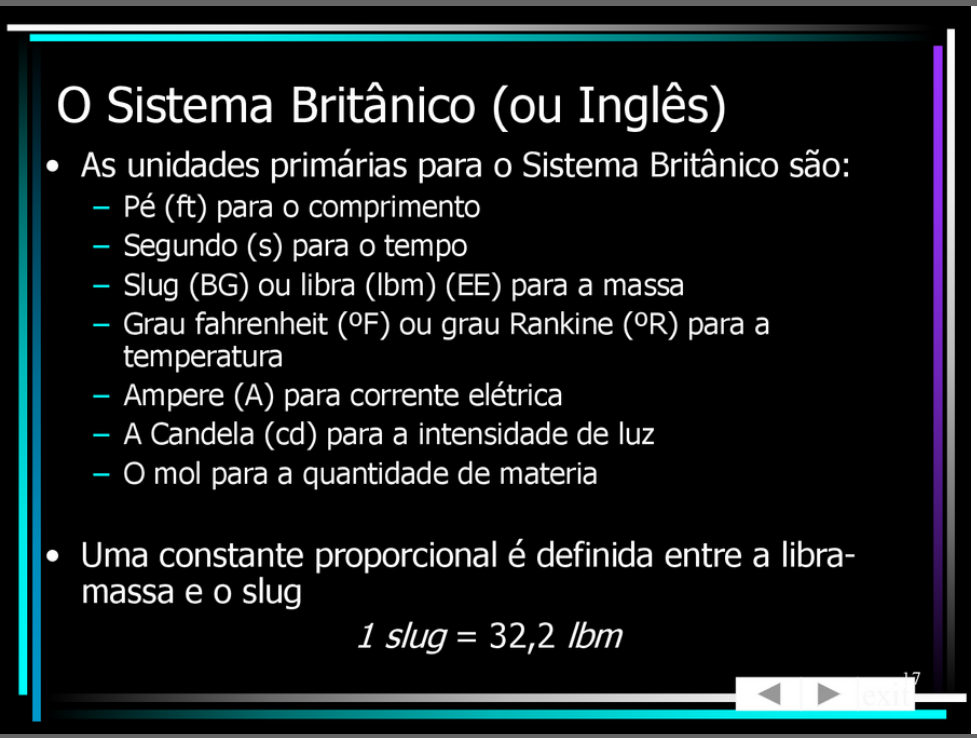 O Sistema Britânico (ou Inglês)
• As unidades primárias para o Sistema Britânico são:
– Pé (ft) para o comprimento
– Segundo (s) para o tempo
– Slug (BG) ou libra (lbm) (EE) para a massa
– Grau fahrenheit (ºF) ou grau Rankine (ºR) para a
temperatura
– Ampere (A) para corrente elétrica
– A Candela (cd) para a intensidade de luz
– O mol para a quantidade de materia
• Uma constante proporcional é definida entre a libra-
massa e o slug
1 slug = 32,2 lbm
17
exit